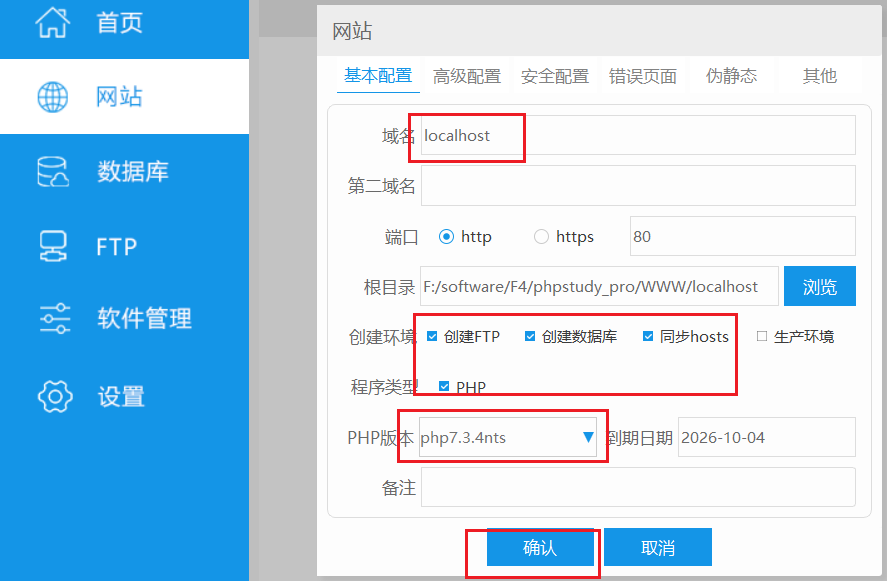 首页
网站
数据库
FTP
软件管理
设置
网站
基本配置 高级配置 安全配置 错误页面 伪静态 其他
域名 localhost
第二域名
端口 http https 80
根目录 F:/software/F4/phpstudy_pro/WWW/localhost 浏览
创建环境 创建FTP 创建数据库 同步hosts 生产环境
程序类型 PHP
PHP版本 php7.3.4nts 到期日期 2026-10-04
备注
确认 取消